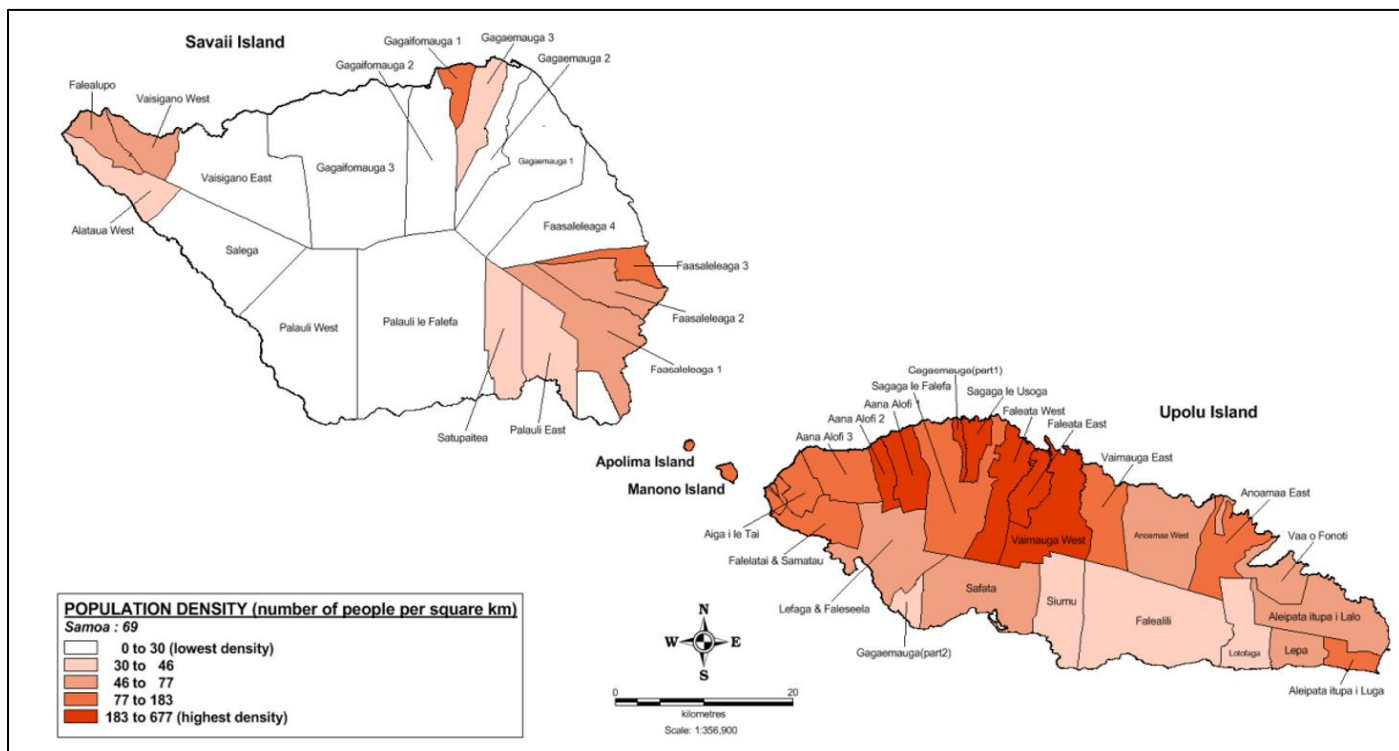 Savaii Island
Gagaifomauga 1
Gagaemauga 3
Gagaifomauga 2
Gagaemauga 2
Falealupo
Vaisigano West
Gagaifomauga 3
Gagaemauga 1
Vaisigano East
Alataua West
Faasaleleaga 4
Salega
Faasaleleaga 3
Palauli West
Palauli le Falefa
Faasaleleaga 2
Faasaleleaga 1
Satupaitea
Palauli East
Apolima Island
Manono Island
Upolu Island
Gagaemauga(part1)
Sagaga le Falefa
Sagaga le Usoga
Aana Alofi 1
Faleata West
Aana Alofi 2
Faleata East
Aana Alofi 3
Vaimauga East
Anoamaa East
Aiga i le Tai
Vaimauga West
Anoamaa West
Vaa o Fonoti
Falelatai & Samatau
Safata
Siumu
Lefaga & Faleseela
Falealili
Aleipata itupa i Lalo
Gagaemauga(part2)
Lotofaga
Lepa
Aleipata itupa i Luga
POPULATION DENSITY (number of people per square km)
Samoa : 69
0 to 30 (lowest density)
30 to 46
46 to 77
77 to 183
183 to 677 (highest density)
N
W E
S
0 20
kilometres
Scale: 1:356,900